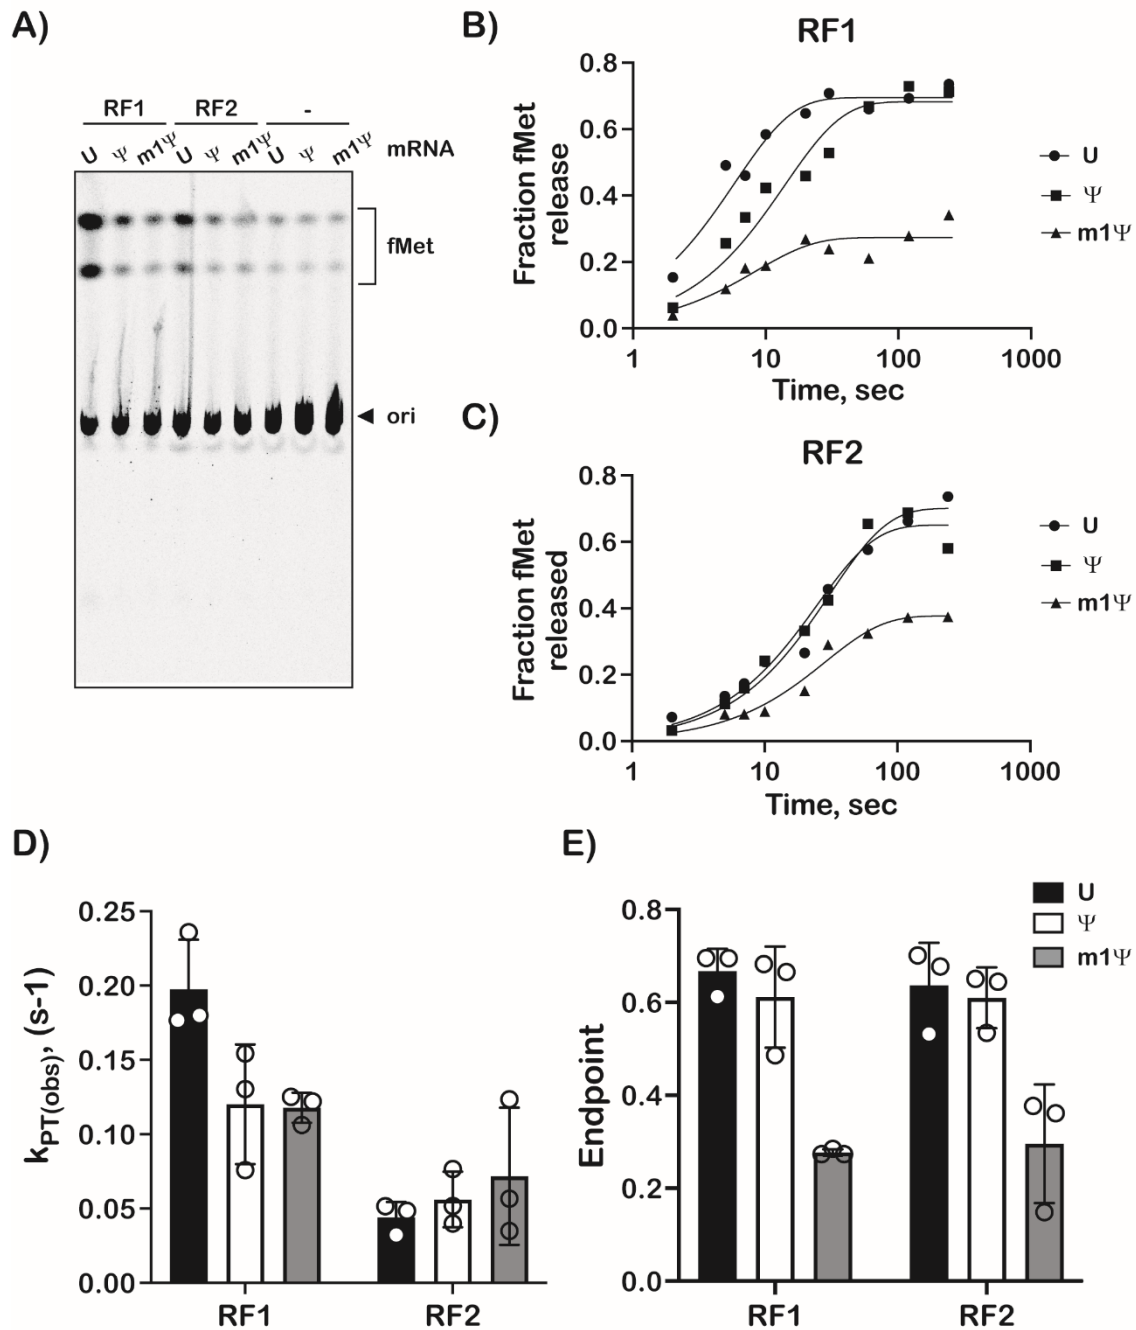 A)
RF1 RF2 -
U Ψ m1Ψ U Ψ m1Ψ U Ψ m1Ψ mRNA
fMet
ori
B)
RF1
Fraction fMet
release
0.8
0.6
0.4
0.2
0.0
1 10 100 1000
Time, sec
U
Ψ
m1Ψ
C)
RF2
Fraction fMet
released
0.8
0.6
0.4
0.2
0.0
1 10 100 1000
Time, sec
U
Ψ
m1Ψ
D)
kPT(obs), (s-1)
0.25
0.20
0.15
0.10
0.05
0.00
RF1 RF2
E)
Endpoint
0.8
0.6
0.4
0.2
0.0
RF1 RF2
U
Ψ
m1Ψ